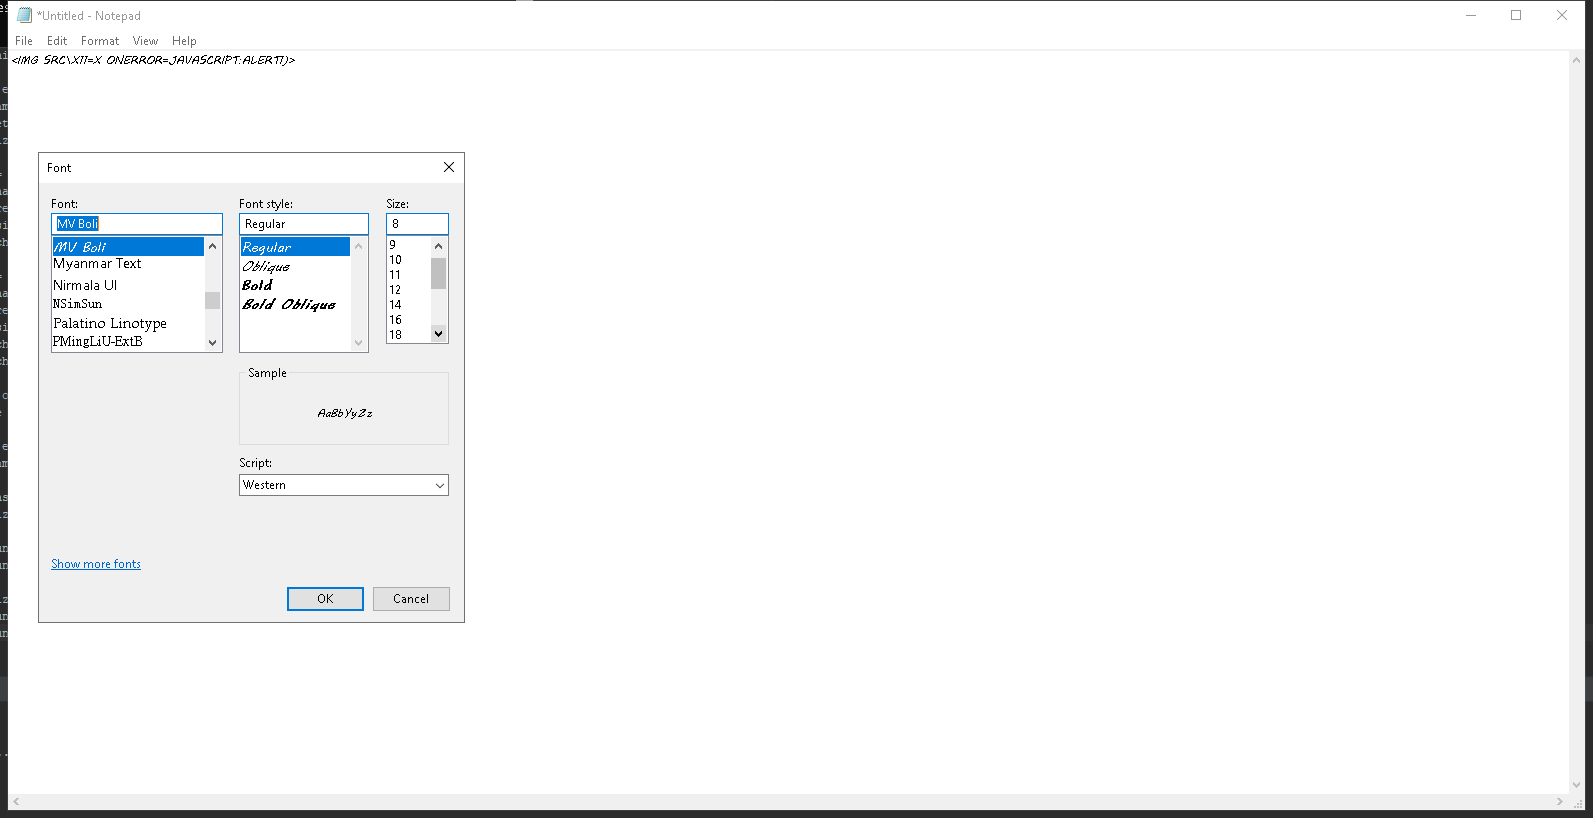 *Untitled - Notepad
File Edit Format View Help
<IMG SRC\X11=X ONERROR=JAVASCRIPT:ALERT1)>
Font
Font: Font style: Size:
MV Boli Regular 8
MV Boli
Myanmar Text
Nirmala UI
NSimSun
Palatino Linotype
PMingLiU-ExtB
Regular
Oblique
Bold
Bold Oblique
9
10
11
12
14
16
18
Sample
AaBbYyZz
Script:
Western
Show more fonts
OK Cancel